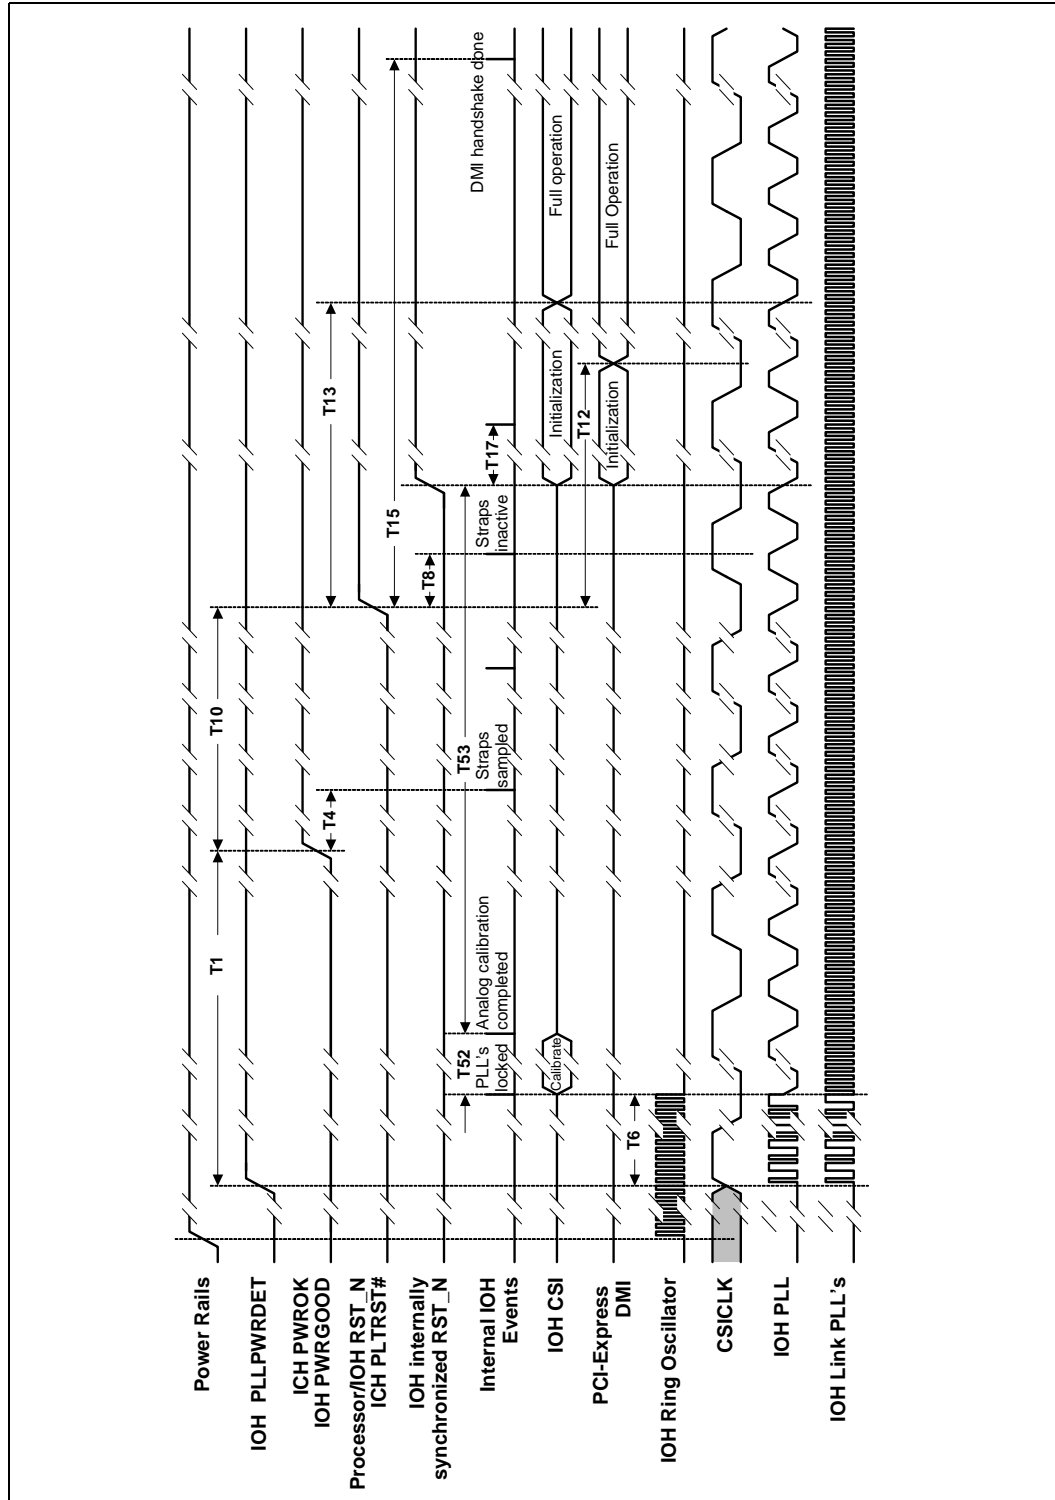 Power Rails
IOH PLLPWRDET
ICH PWROK
IOH PWRGOOD
Processor/IOH RST_N
ICH PLTRST#
IOH internally
synchronized RST_N
Internal IOH
Events
IOH CSI
PCI-Express
DMI
IOH Ring Oscillator
CSICLK
IOH PLL
IOH Link PLL's
T1
T10
T4
T13
T15
T8
T53
T52
PLL's
locked
Analog calibration
completed
Straps
sampled
Straps
inactive
T17
DMI handshake done
Calibrate
Initialization
Full operation
T12
Initialization
Full Operation
T6